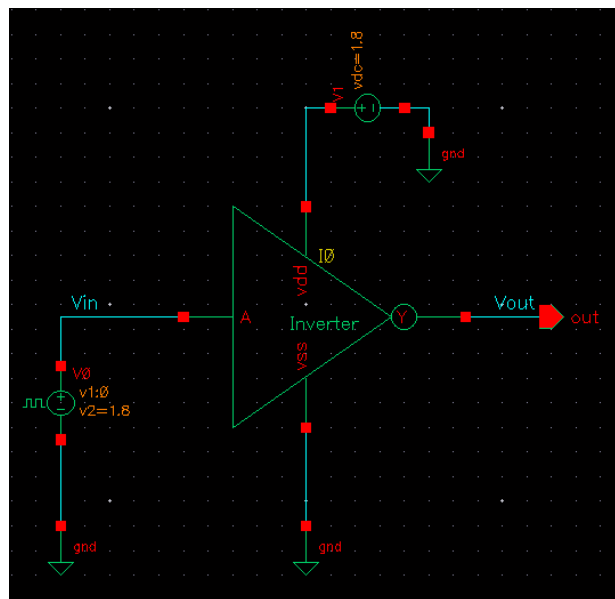 vdc=1.8
V1
gnd
I0
vdd
Vin
Vout
A
Inverter
Y
out
vss
V0
v1:0
v2=1.8
gnd
gnd